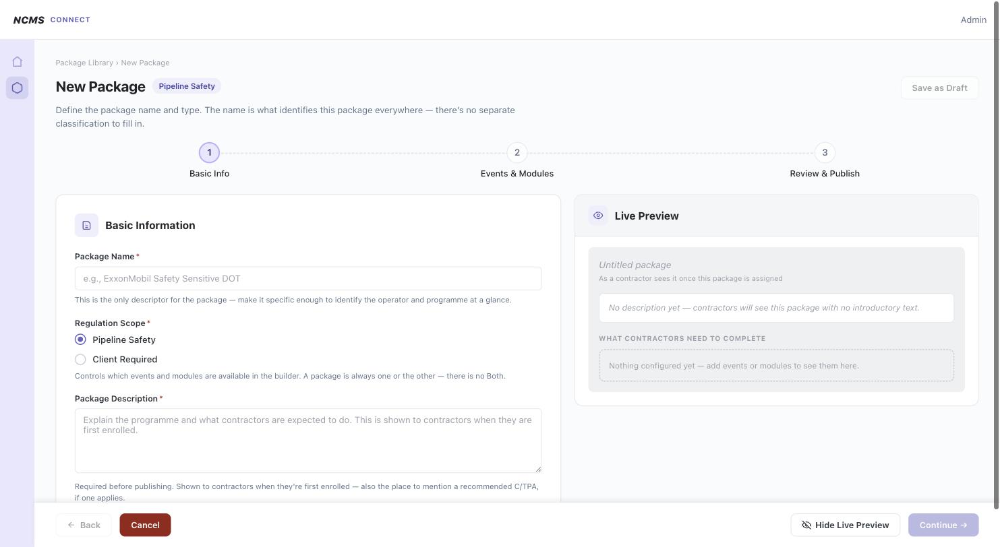 NCMS CONNECT
Admin
Package Library › New Package
New Package
Pipeline Safety
Save as Draft
Define the package name and type. The name is what identifies this package everywhere — there's no separate
classification to fill in.
1
2
3
Basic Info
Events & Modules
Review & Publish
Basic Information
Package Name*
e.g., ExxonMobil Safety Sensitive DOT
This is the only descriptor for the package — make it specific enough to identify the operator and programme at a glance.
Regulation Scope*
Pipeline Safety
Client Required
Controls which events and modules are available in the builder. A package is always one or the other — there is no Both.
Package Description*
Explain the programme and what contractors are expected to do. This is shown to contractors when they are
first enrolled.
Required before publishing. Shown to contractors when they're first enrolled — also the place to mention a recommended C/TPA,
if one applies.
Live Preview
Untitled package
As a contractor sees it once this package is assigned
No description yet — contractors will see this package with no introductory text.
WHAT CONTRACTORS NEED TO COMPLETE
Nothing configured yet — add events or modules to see them here.
← Back
Cancel
Hide Live Preview
Continue →